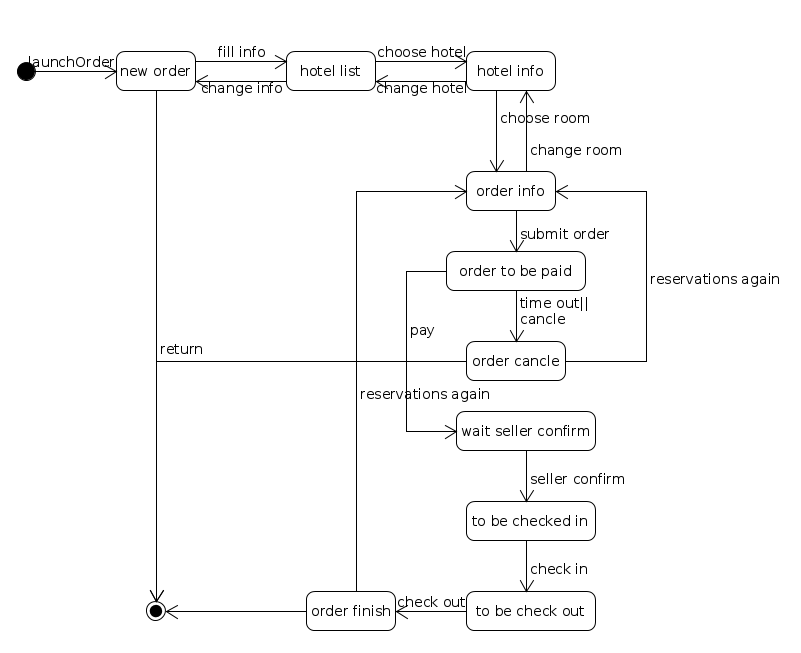 launchOrder
new order
fill info
change info
hotel list
choose hotel
change hotel
hotel info
choose room
change room
order info
submit order
order to be paid
reservations again
time out||
cancle
pay
return
order cancle
reservations again
wait seller confirm
seller confirm
to be checked in
check in
order finish
check out
to be check out